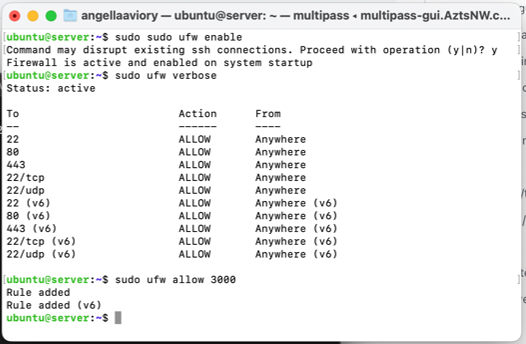 angellaaviory — ubuntu@server: ~ — multipass ◂ multipass-gui.AztsNW.c...
[ubuntu@server:~$ sudo sudo ufw enable
[Command may disrupt existing ssh connections. Proceed with operation (y|n)? y
Firewall is active and enabled on system startup
[ubuntu@server:~$ sudo ufw verbose
Status: active
To Action From
-- ------ ----
22 ALLOW Anywhere
80 ALLOW Anywhere
443 ALLOW Anywhere
22/tcp ALLOW Anywhere
22/udp ALLOW Anywhere
22 (v6) ALLOW Anywhere (v6)
80 (v6) ALLOW Anywhere (v6)
443 (v6) ALLOW Anywhere (v6)
22/tcp (v6) ALLOW Anywhere (v6)
22/udp (v6) ALLOW Anywhere (v6)
[ubuntu@server:~$ sudo ufw allow 3000
Rule added
Rule added (v6)
ubuntu@server:~$